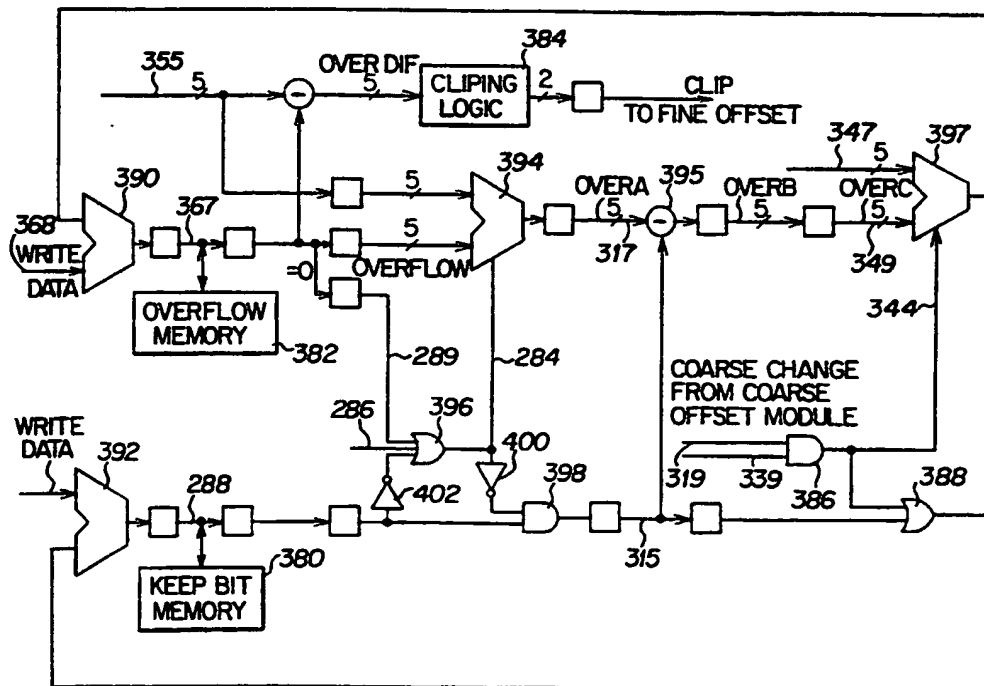 355
5
OVER DIF
5
384
CLIPING
LOGIC
2
CLIP
TO FINE OFFSET
390
368
WRITE
DATA
367
=0
5
5
OVERFLOW
394
OVERA
5
317
395
OVERB
5
347
5
OVERC
5
349
397
344
OVERFLOW
MEMORY
382
289
284
286
396
400
402
398
COARSE CHANGE
FROM COARSE
OFFSET MODULE
319
339
386
388
WRITE
DATA
392
288
KEEP BIT
MEMORY
380
315